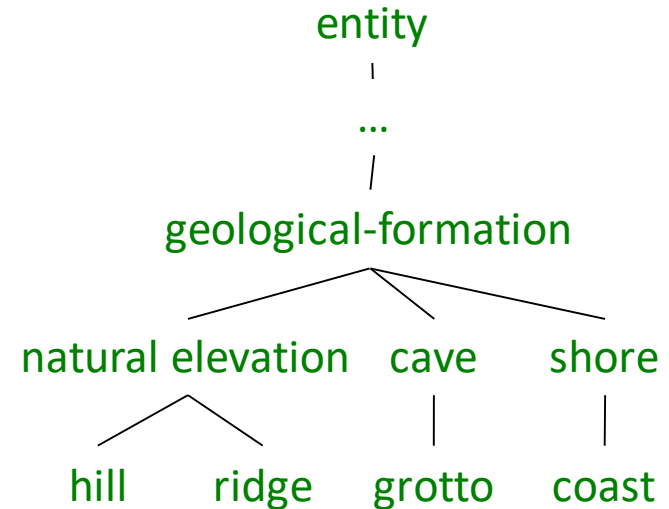 entity
...
geological-formation
natural elevation cave shore
hill ridge grotto coast